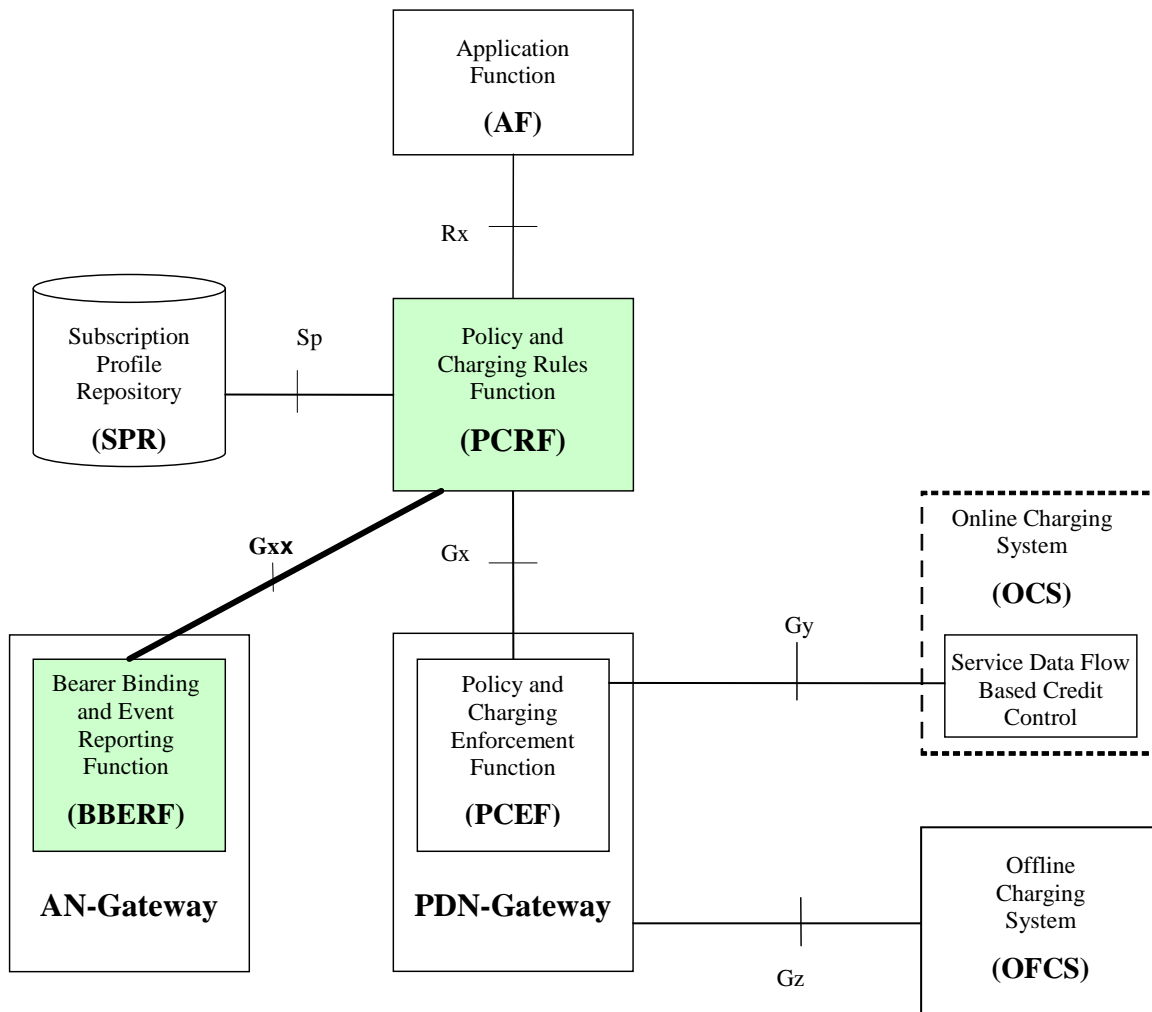 Application
Function
(AF)
Rx
Subscription
Profile
Repository
(SPR)
Sp
Policy and
Charging Rules
Function
(PCRF)
Gxx
Gx
Online Charging
System
(OCS)
Service Data Flow
Based Credit
Control
Gy
Bearer Binding
and Event
Reporting
Function
(BBERF)
AN-Gateway
Policy and
Charging
Enforcement
Function
(PCEF)
PDN-Gateway
Offline
Charging
System
(OFCS)
Gz